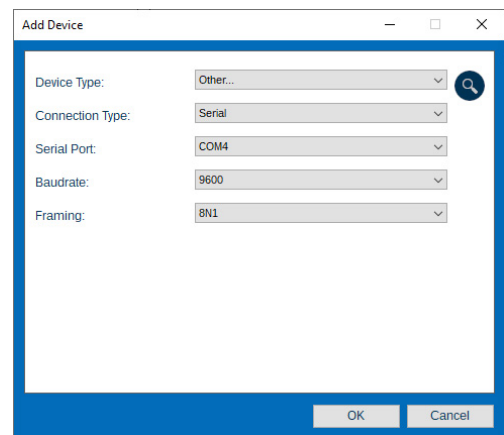 Add Device
Device Type: Other...
Connection Type: Serial
Serial Port: COM4
Baudrate: 9600
Framing: 8N1
OK Cancel